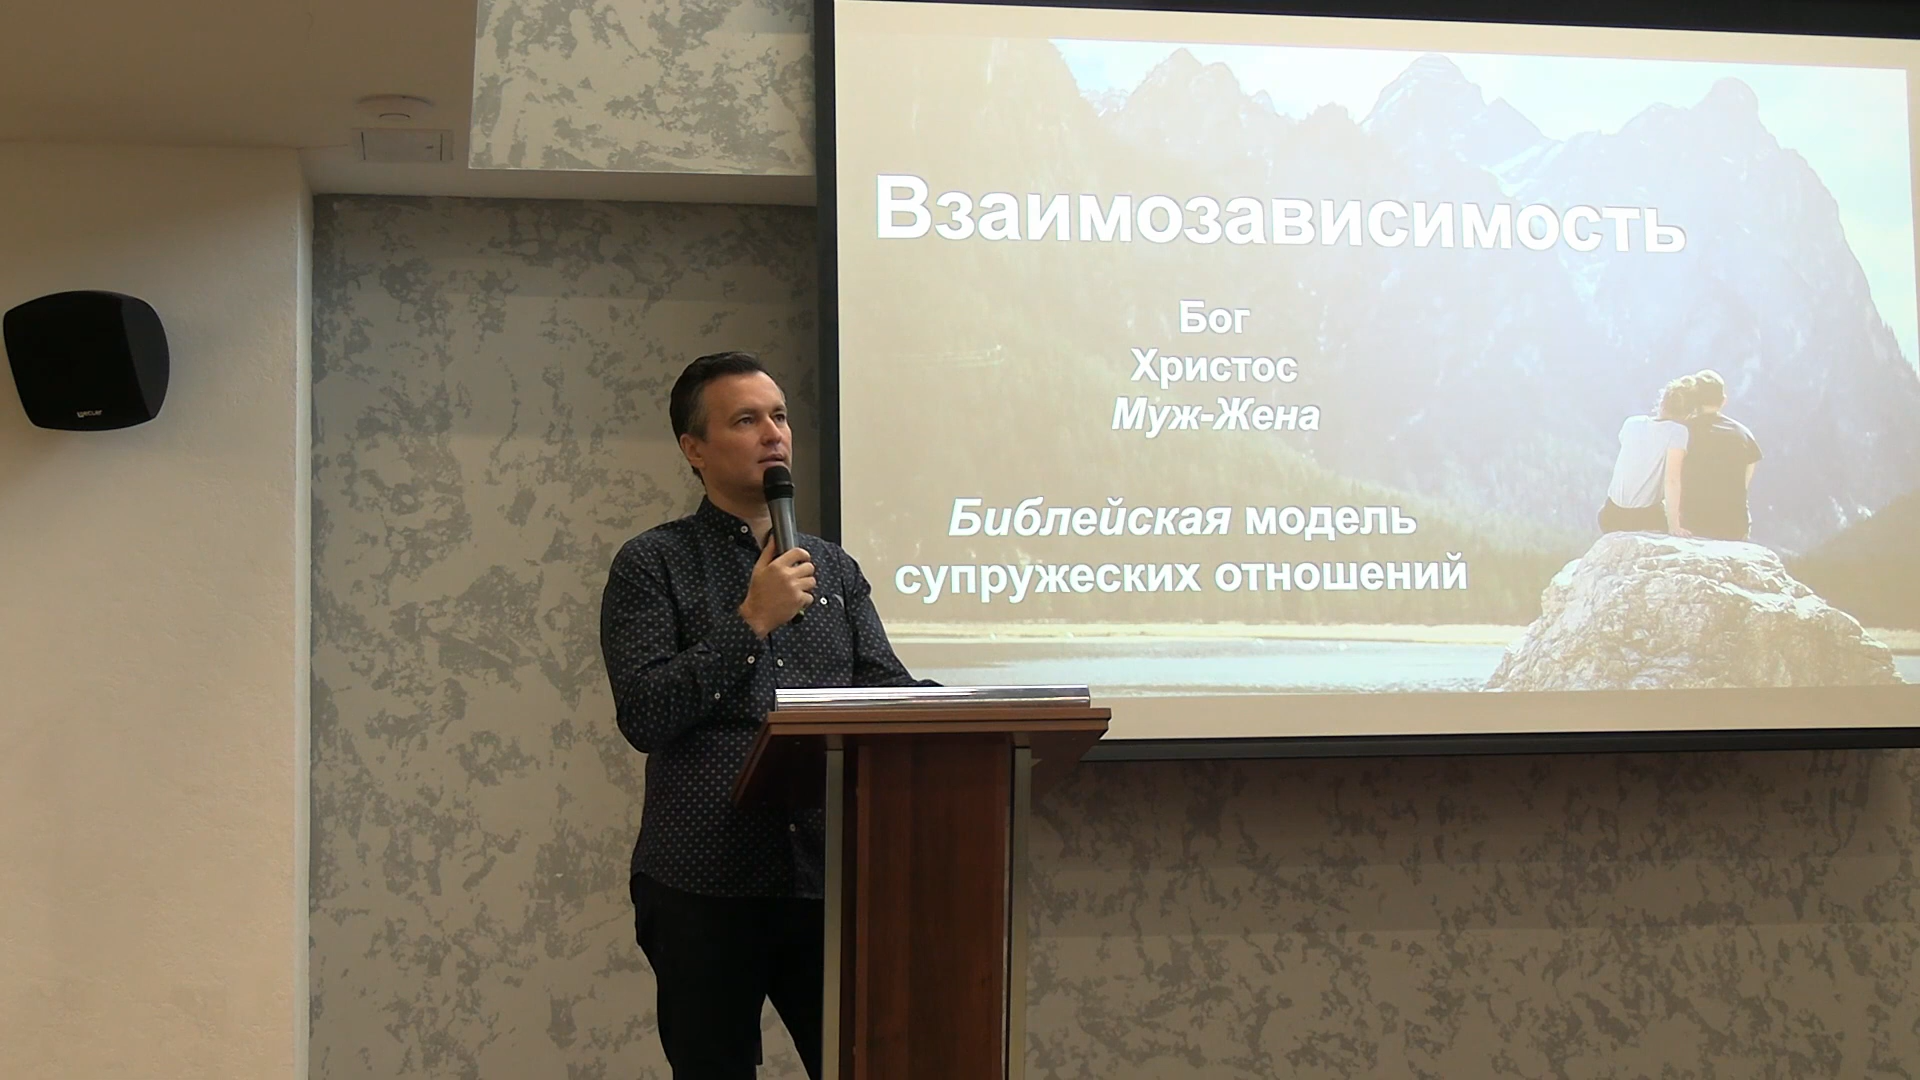 Взаимозависимость
Бог
Христос
Муж-Жена
Библейская модель
супружеских отношений